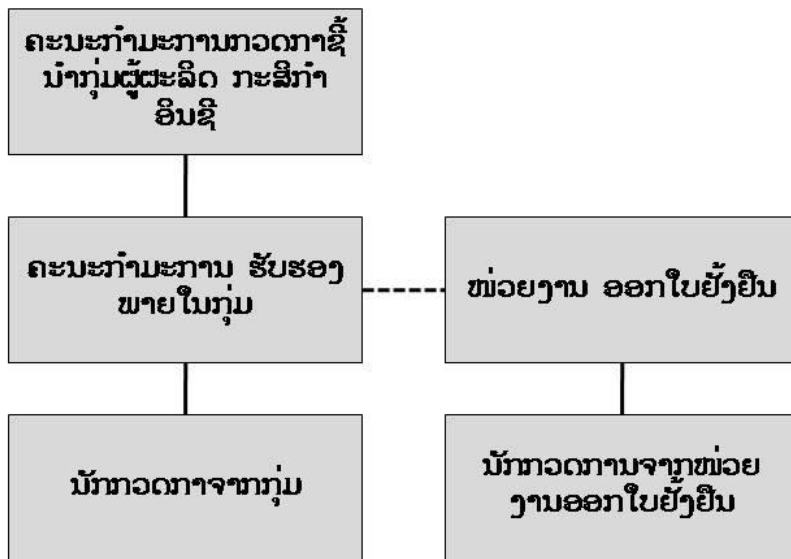 ຄະນະກຳມະການກວດກາຊີ້
ນຳກຸ່ມຜູ້ຜະລິດ ກະສິກຳ
ອິນຊີ
ຄະນະກຳມະການ ຮັບຮອງ
ພາຍໃນກຸ່ມ
ໜ່ວຍງານ ອອກໃບຢັ້ງຢືນ
ນັກກວດກາຈາກກຸ່ມ
ນັກກວດການຈາກໜ່ວຍ
ງານອອກໃບຢັ້ງຢືນ